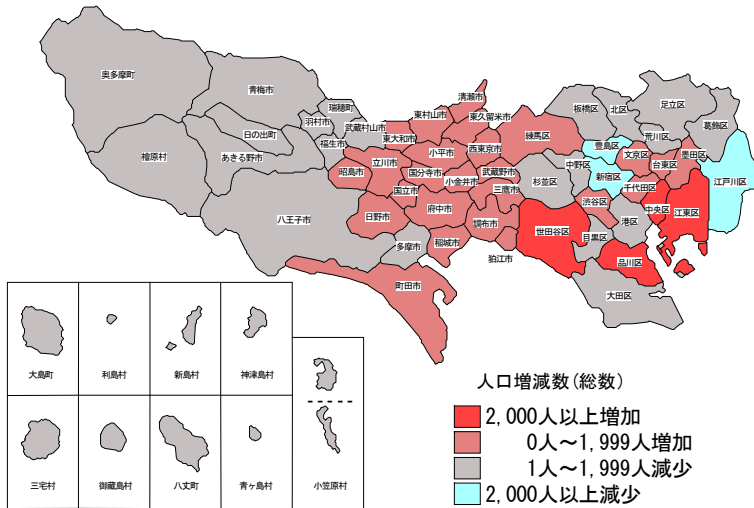 清瀬市
奥多摩町
青梅市
瑞穂町
羽村市
武蔵村山市
東村山市
東久留米市
板橋区
北区
足立区
葛飾区
日の出町
東大和市
練馬区
荒川区
あきる野市
福生市
小平市
西東京市
豊島区
文京区
墨田区
檜原村
昭島市
立川市
国分寺市
武蔵野市
中野区
新宿区
台東区
江戸川区
国立市
小金井市
三鷹市
杉並区
千代田区
八王子市
日野市
府中市
調布市
渋谷区
中央区
江東区
多摩市
稲城市
世田谷区
目黒区
港区
狛江市
品川区
町田市
大田区
大島町
利島村
新島村
神津島村
三宅村
御蔵島村
八丈町
青ヶ島村
小笠原村
人口増減数(総数)
2,000人以上増加
0人～1,999人増加
1人～1,999人減少
2,000人以上減少